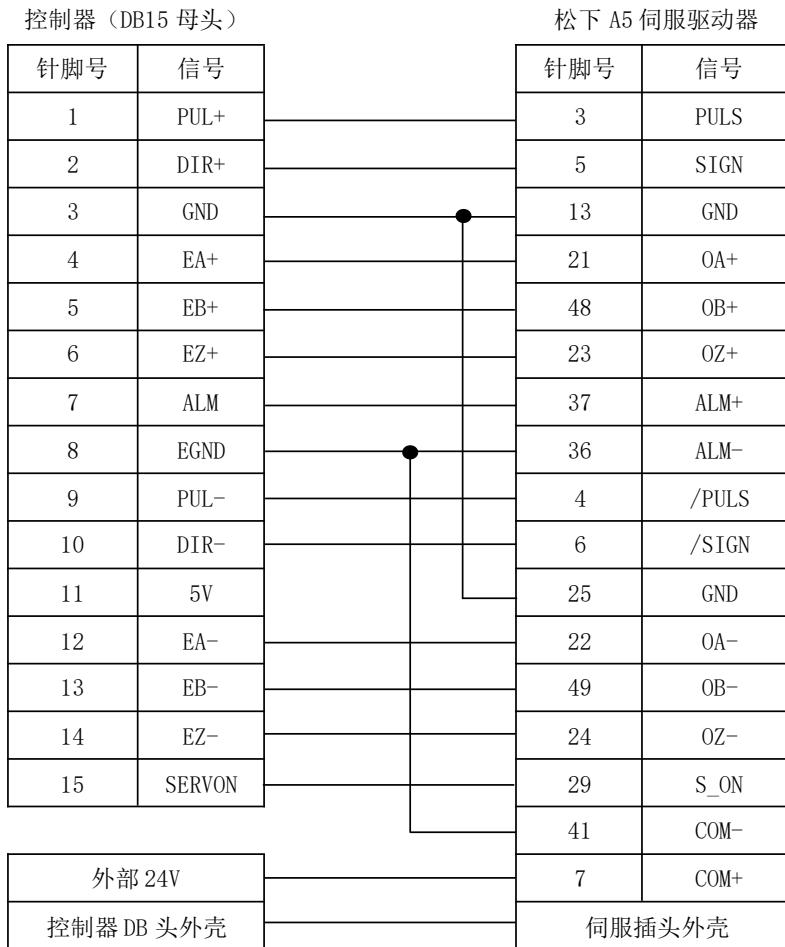 控制器（DB15 母头） 松下 A5 伺服驱动器
针脚号 信号 针脚号 信号
1 PUL+ 3 PULS
2 DIR+ 5 SIGN
3 GND 13 GND
4 EA+ 21 OA+
5 EB+ 48 OB+
6 EZ+ 23 OZ+
7 ALM 37 ALM+
8 EGND 36 ALM-
9 PUL- 4 /PULS
10 DIR- 6 /SIGN
11 5V 25 GND
12 EA- 22 OA-
13 EB- 49 OB-
14 EZ- 24 OZ-
15 SERVON 29 S_ON
41 COM-
外部 24V 7 COM+
控制器 DB 头外壳 伺服插头外壳